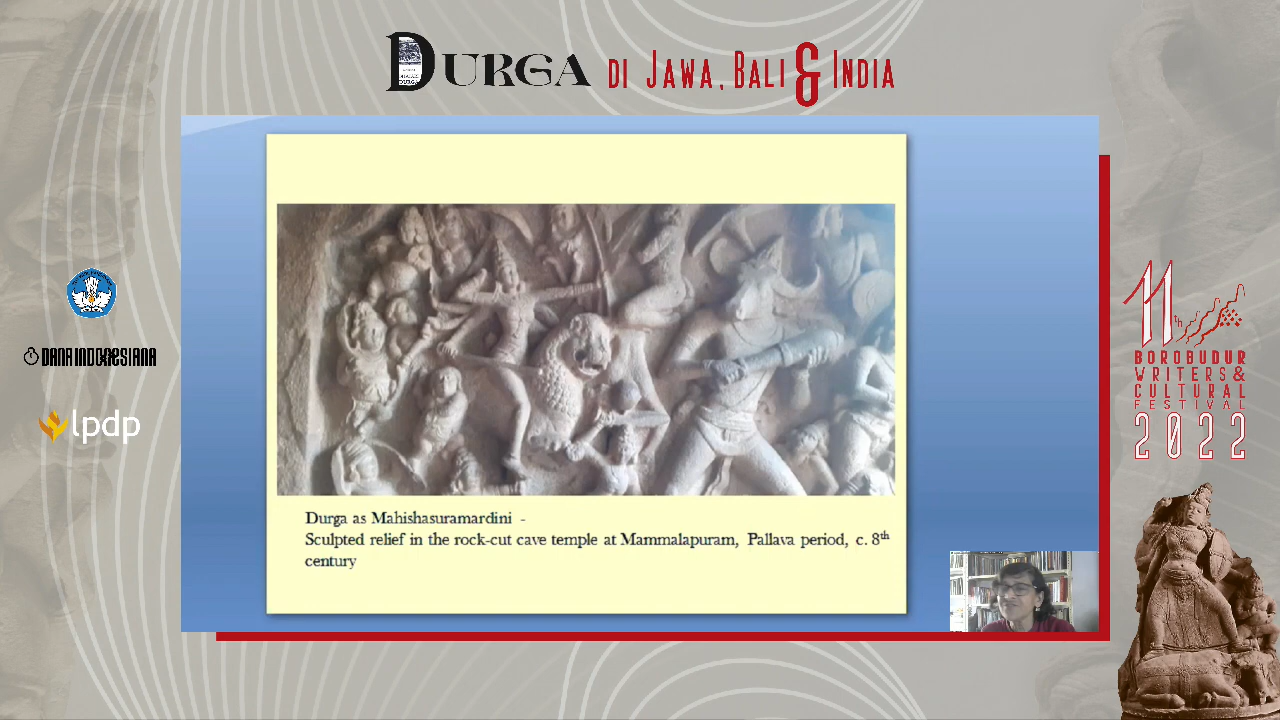 DURGA DI JAWA, BALI & INDIA
DANA INDONESIANA
lpdp
Durga as Mahishasuramardini -
Sculpted relief in the rock-cut cave temple at Mammalapuram, Pallava period, c. 8th
century
11th
BOROBUDUR
WRITERS &
CULTURAL
FESTIVAL
2022